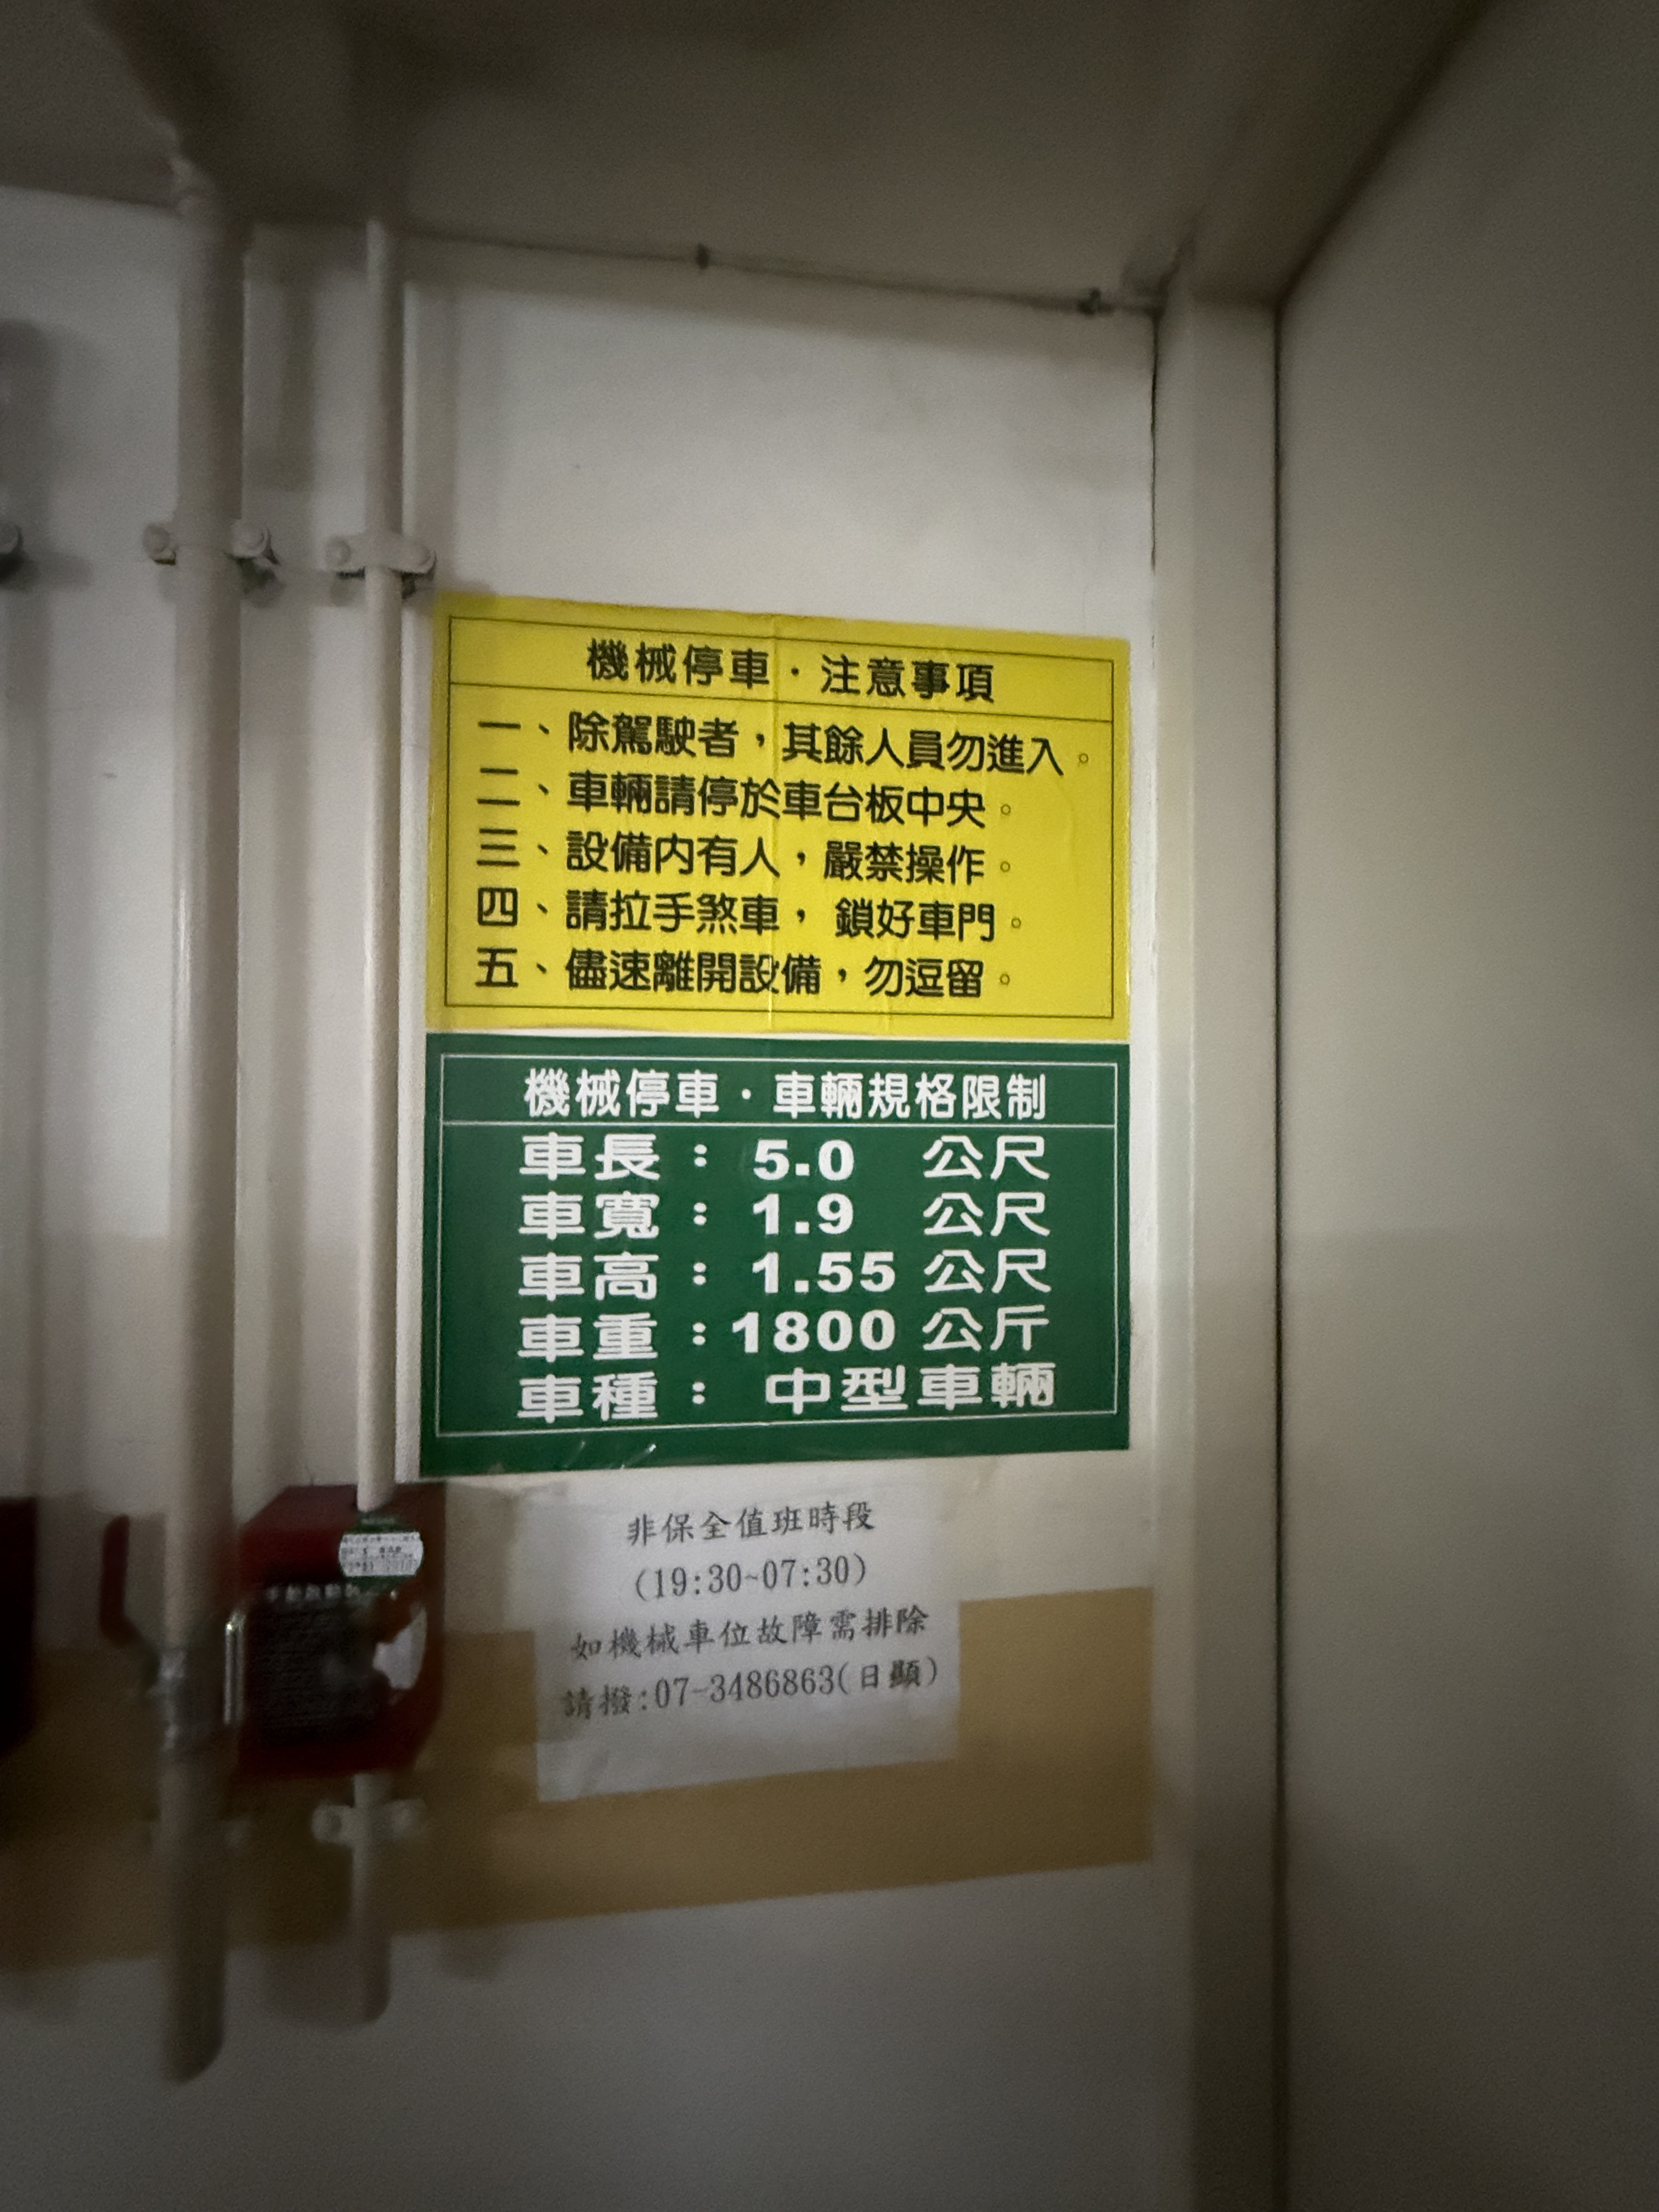 機械停車·注意事項
一、除駕駛者，其餘人員勿進入。
二、車輛請停於車台板中央。
三、設備內有人，嚴禁操作。
四、請拉手煞車，鎖好車門。
五、儘速離開設備，勿逗留。
機械停車·車輛規格限制
車長：5.0 公尺
車寬：1.9 公尺
車高：1.55 公尺
車重：1800 公斤
車種：中型車輛
非保全值班時段
(19:30~07:30)
如機械車位故障需排除
請撥:07-3486863(日顯)